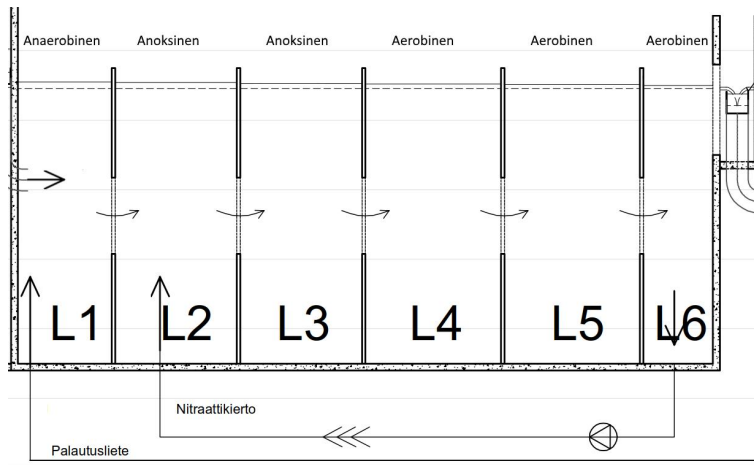 Anaerobinen Anoksinen Anoksinen Aerobinen Aerobinen Aerobinen
L1 L2 L3 L4 L5 L6
Nitraattikierto
Palautusliete